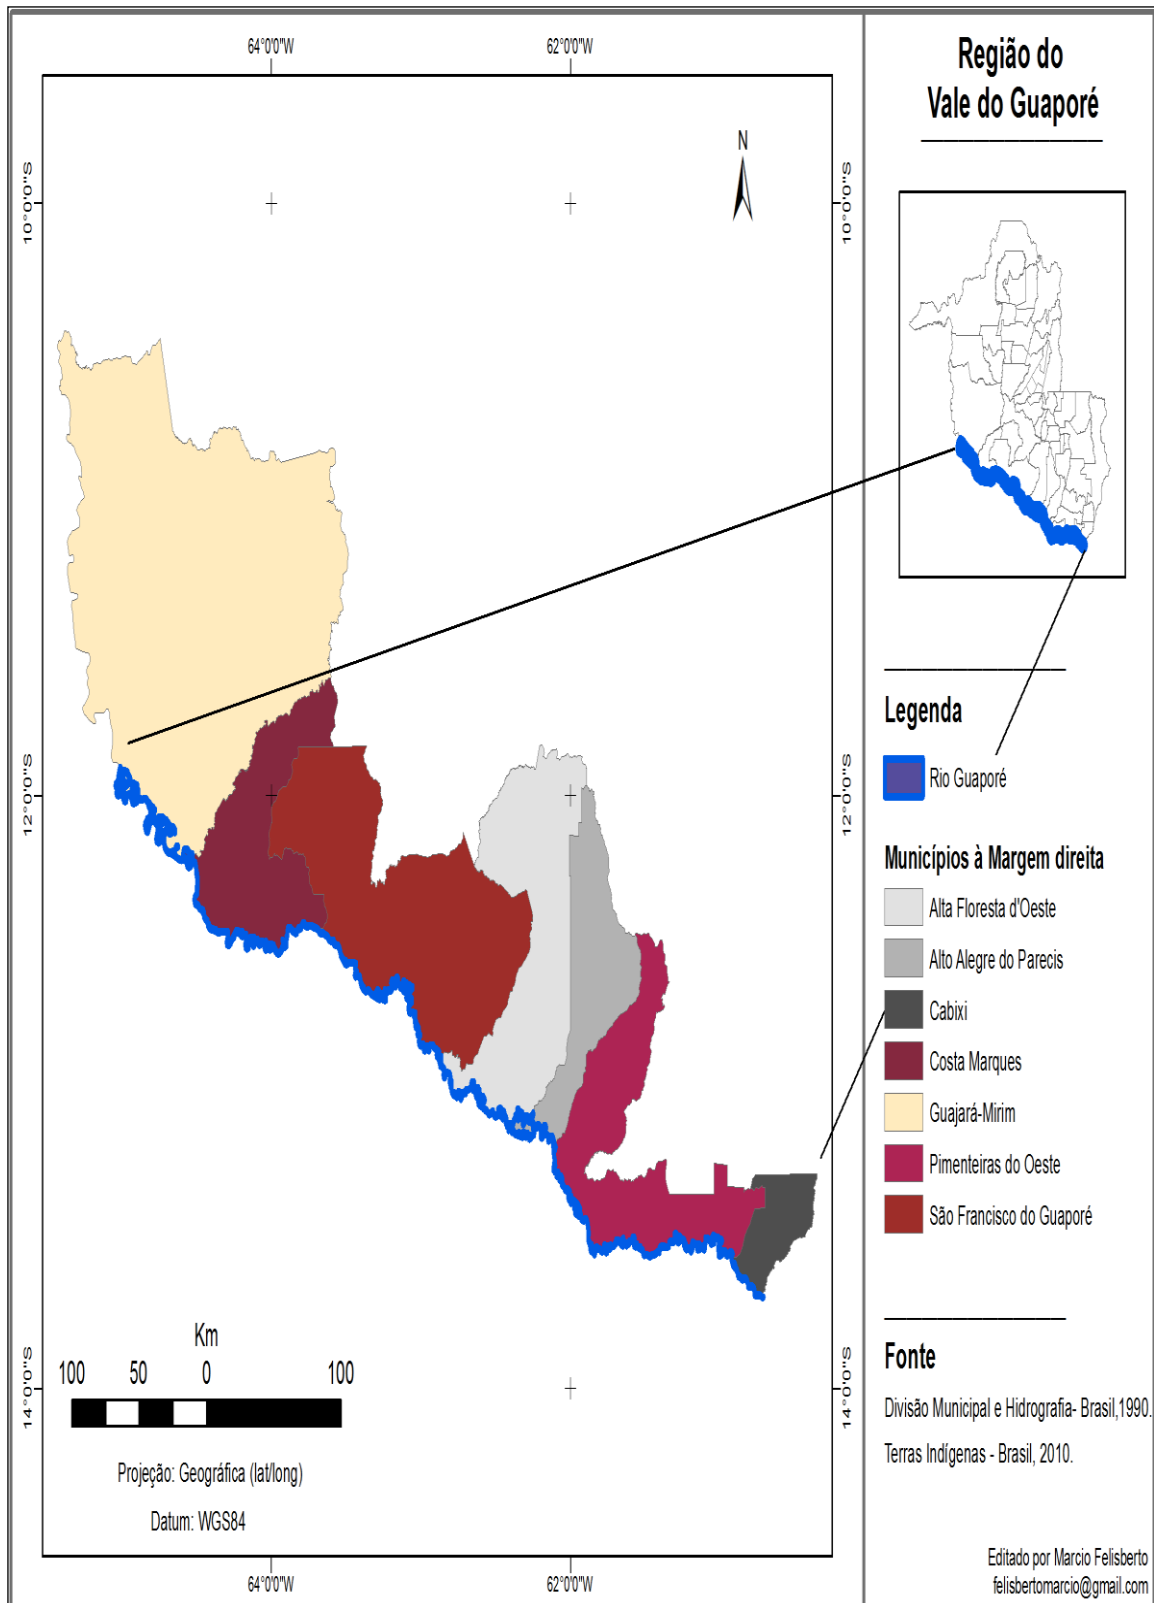 64°0'0"W
62°0'0"W
Região do
Vale do Guaporé
N
10°0'0"S
10°0'0"S
12°0'0"S
12°0'0"S
14°0'0"S
14°0'0"S
Legenda
Rio Guaporé
Municípios à Margem direita
Alta Floresta d'Oeste
Alto Alegre do Parecis
Cabixi
Costa Marques
Guajará-Mirim
Pimenteiras do Oeste
São Francisco do Guaporé
Km
100 50 0 100
Projeção: Geográfica (lat/long)
Datum: WGS84
Fonte
Divisão Municipal e Hidrografia- Brasil,1990.
Terras Indígenas - Brasil, 2010.
64°0'0"W
62°0'0"W
Editado por Marcio Felisberto
felisbertomarcio@gmail.com